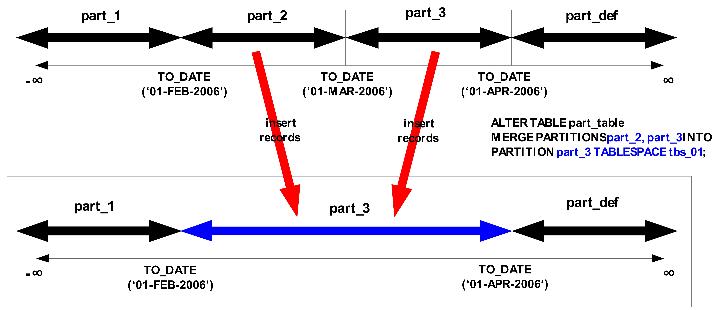 part_1 part_2 part_3 part_def
-∞ TO_DATE TO_DATE TO_DATE ∞
('01-FEB-2006') ('01-MAR-2006') ('01-APR-2006')
insert insert
records records
ALTER TABLE part_table
MERGE PARTITIONS part_2, part_3 INTO
PARTITION part_3 TABLESPACE tbs_01;
part_1 part_3 part_def
-∞ TO_DATE TO_DATE ∞
('01-FEB-2006') ('01-APR-2006')